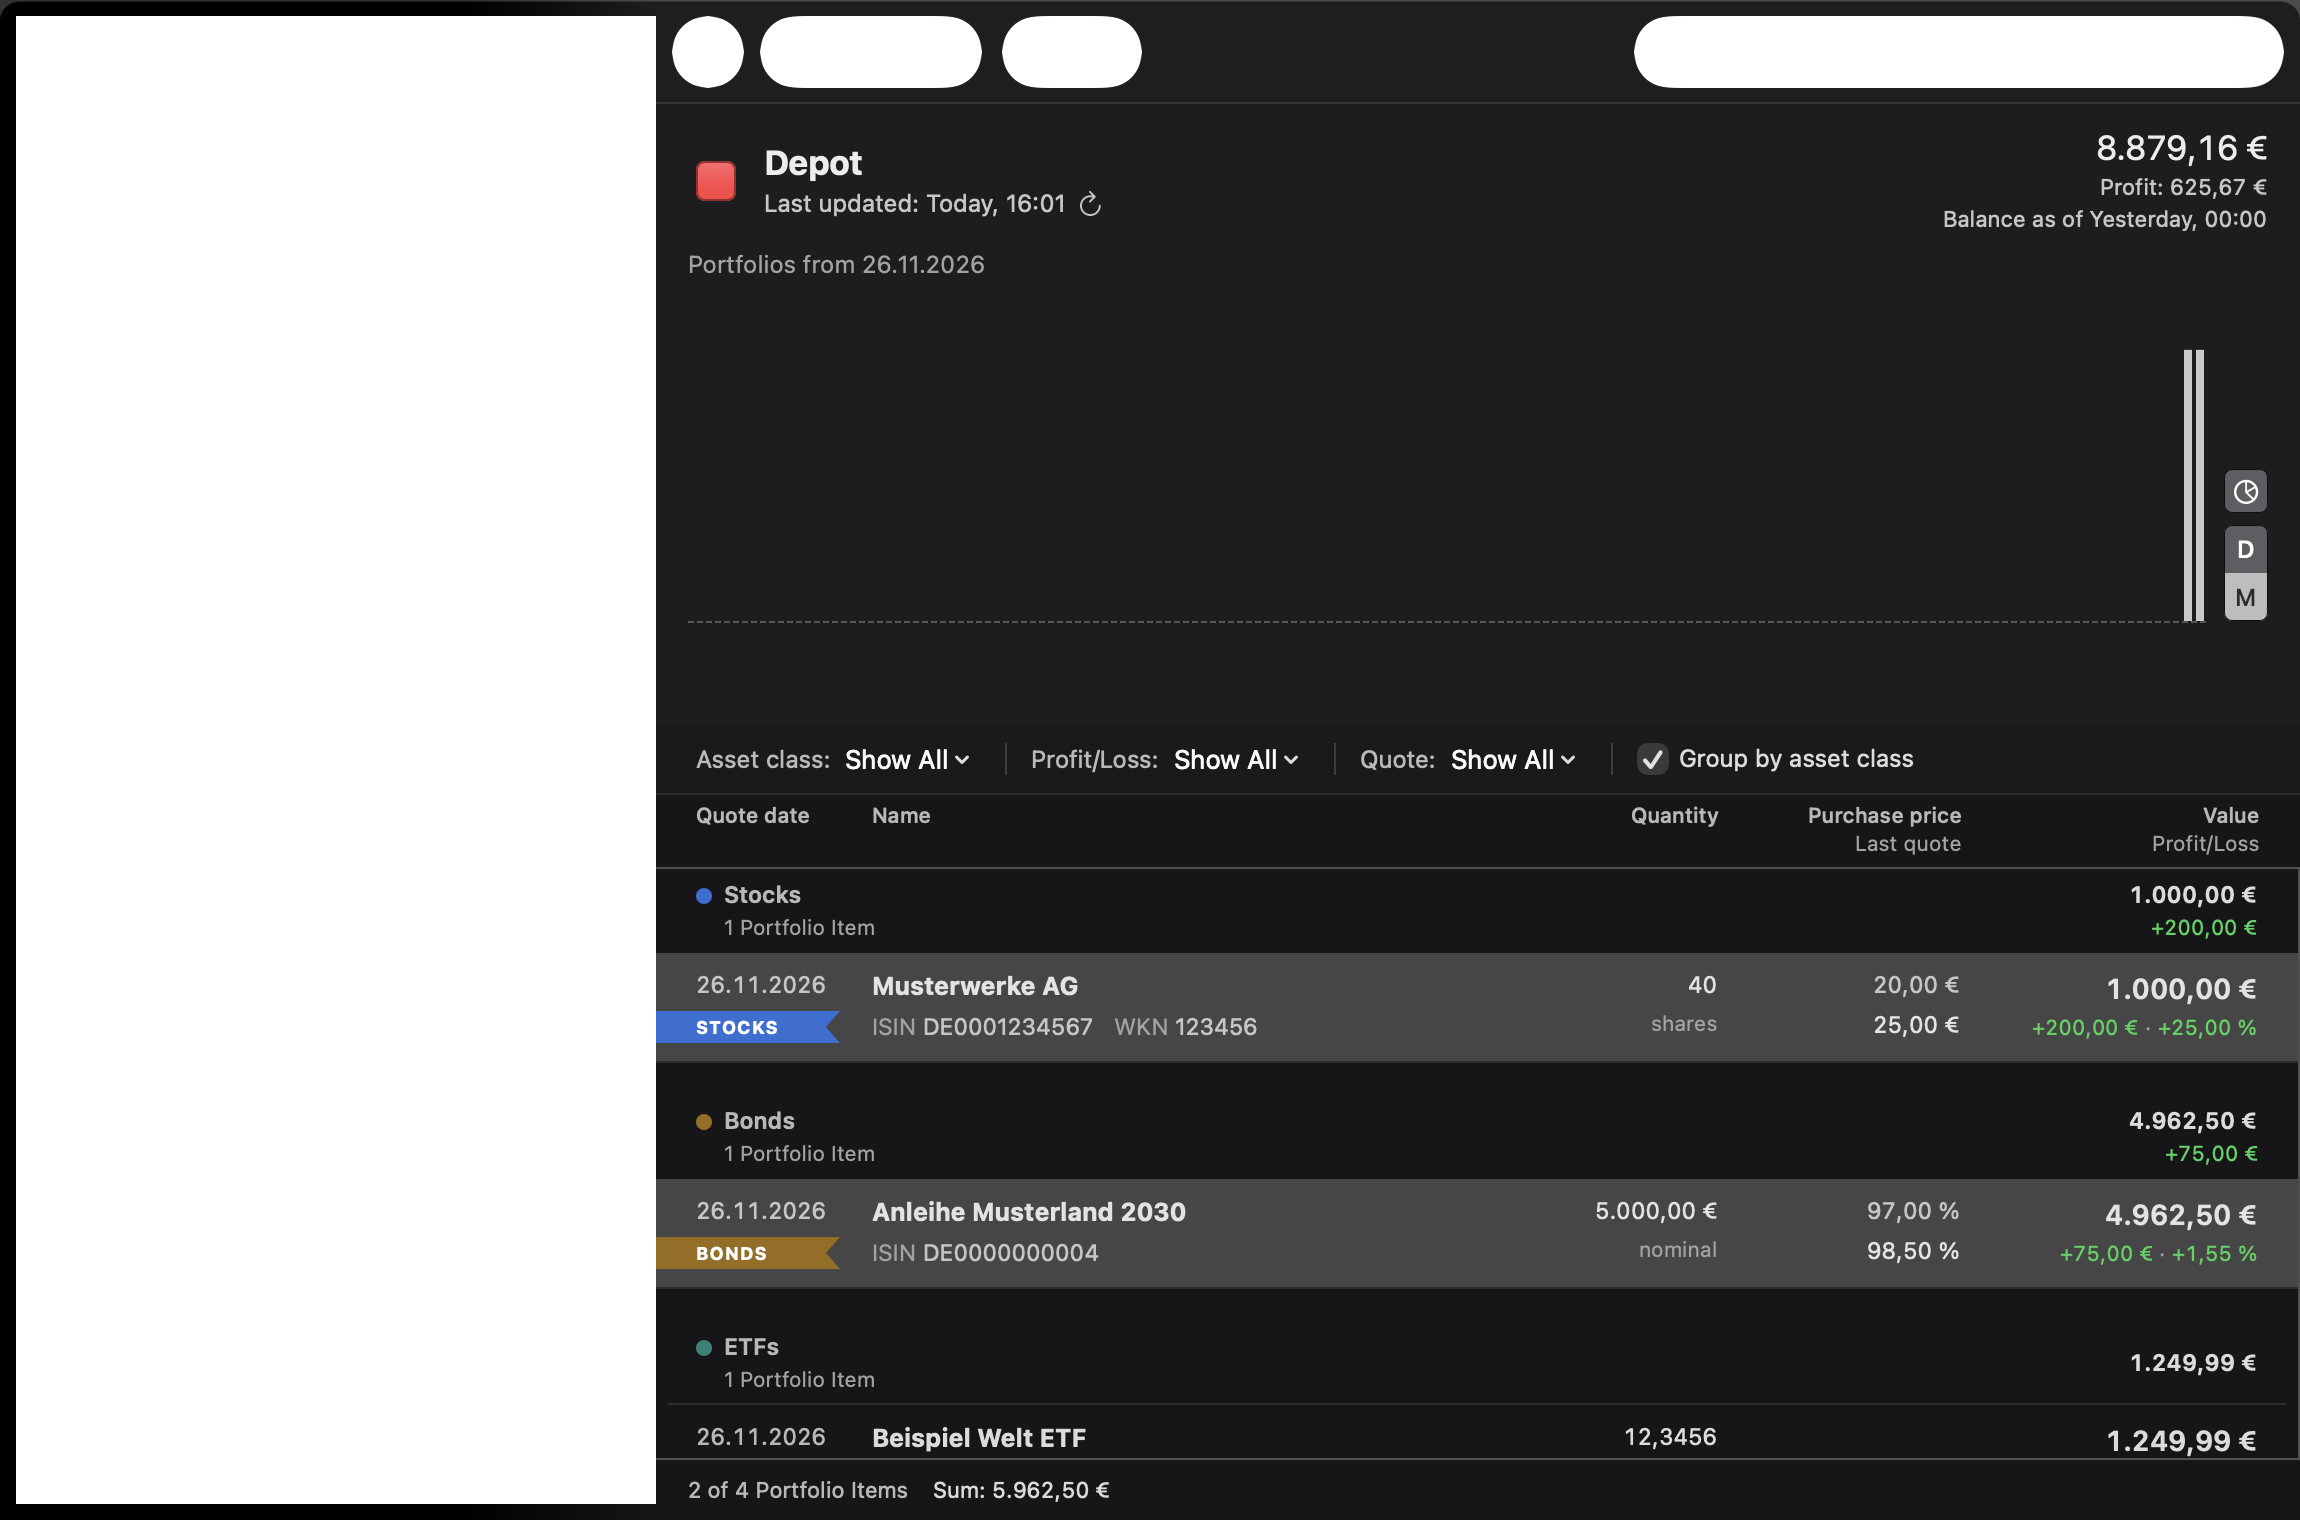 Depot
Last updated: Today, 16:01
8.879,16 €
Profit: 625,67 €
Balance as of Yesterday, 00:00
Portfolios from 26.11.2026
D
M
Asset class: Show All Profit/Loss: Show All Quote: Show All Group by asset class
Quote date Name Quantity Purchase price Value
Last quote Profit/Loss
Stocks 1.000,00 €
1 Portfolio Item +200,00 €
26.11.2026 Musterwerke AG 40 20,00 € 1.000,00 €
STOCKS ISIN DE0001234567 WKN 123456 shares 25,00 € +200,00 € · +25,00 %
Bonds 4.962,50 €
1 Portfolio Item +75,00 €
26.11.2026 Anleihe Musterland 2030 5.000,00 € 97,00 % 4.962,50 €
BONDS ISIN DE0000000004 nominal 98,50 % +75,00 € · +1,55 %
ETFs 1.249,99 €
1 Portfolio Item
26.11.2026 Beispiel Welt ETF 12,3456 1.249,99 €
2 of 4 Portfolio Items Sum: 5.962,50 €